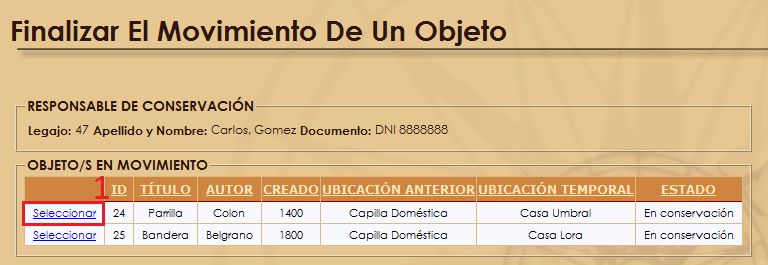 Finalizar El Movimiento De Un Objeto
RESPONSABLE DE CONSERVACIÓN
Legajo: 47 Apellido y Nombre: Carlos, Gomez Documento: DNI 8888888
OBJETO/S EN MOVIMIENTO
1 ID TÍTULO AUTOR CREADO UBICACIÓN ANTERIOR UBICACIÓN TEMPORAL ESTADO
Seleccionar 24 Parrilla Colon 1400 Capilla Doméstica Casa Umbral En conservación
Seleccionar 25 Bandera Belgrano 1800 Capilla Doméstica Casa Lora En conservación